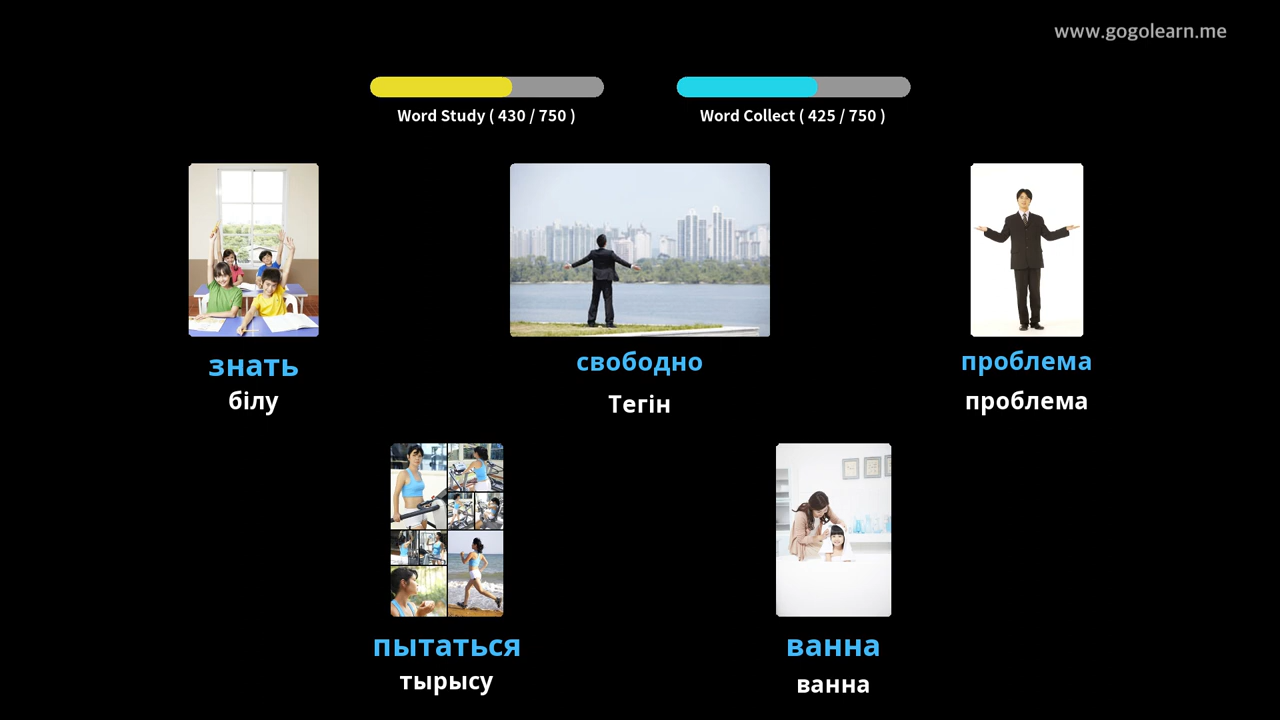 www.gogolearn.me
Word Study ( 430 / 750 )
Word Collect ( 425 / 750 )
знать
білу
свободно
Тегін
проблема
проблема
пытаться
тырысу
ванна
ванна